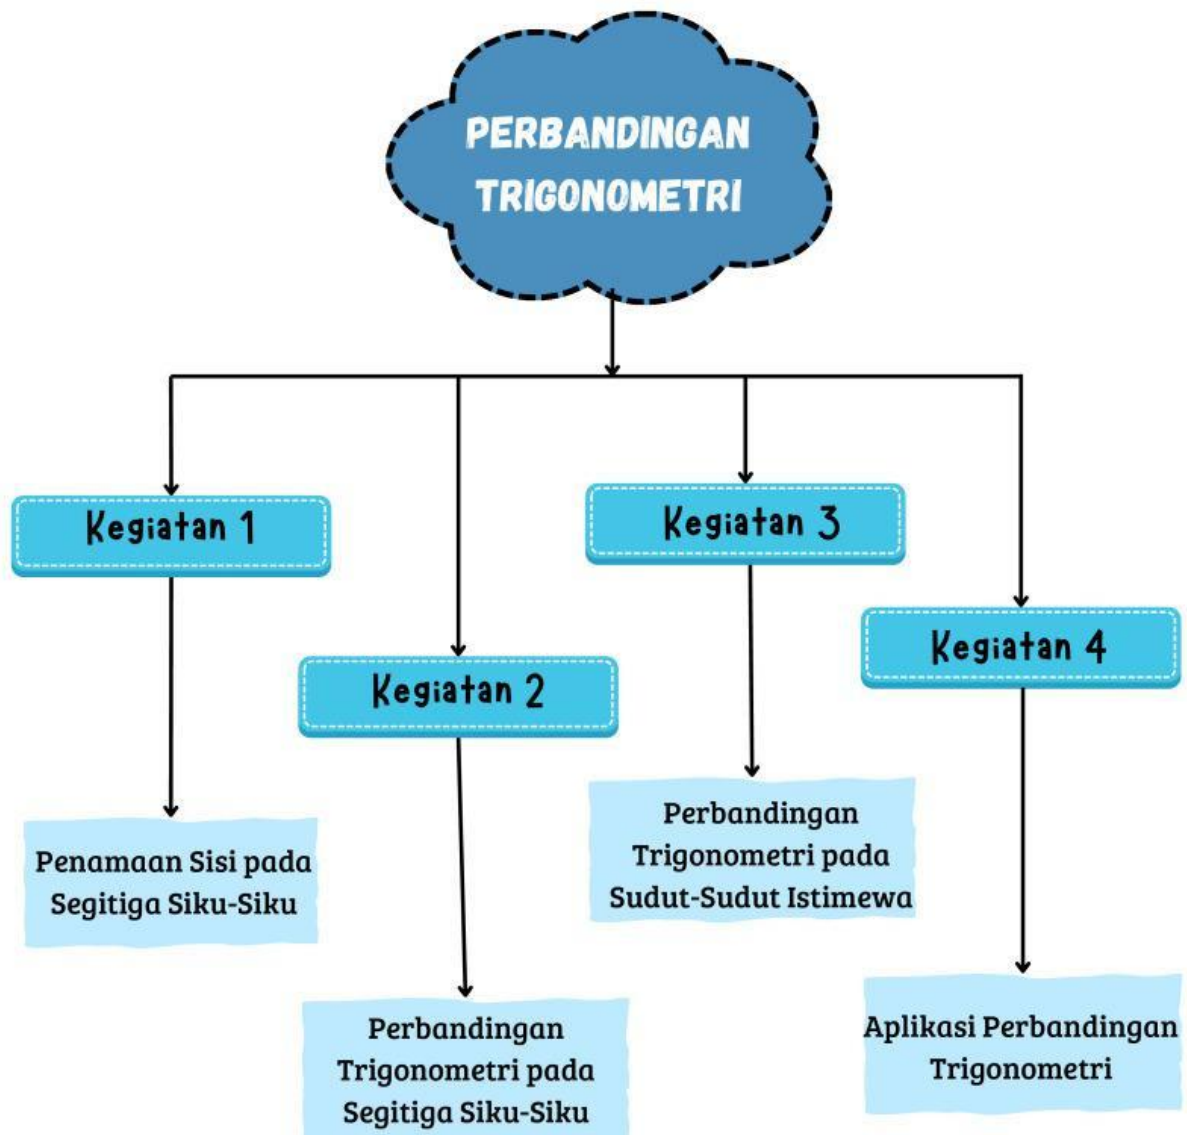 PERBANDINGAN
TRIGONOMETRI
Kegiatan 1
Penamaan Sisi pada
Segitiga Siku-Siku
Kegiatan 2
Perbandingan
Trigonometri pada
Segitiga Siku-Siku
Kegiatan 3
Perbandingan
Trigonometri pada
Sudut-Sudut Istimewa
Kegiatan 4
Aplikasi Perbandingan
Trigonometri